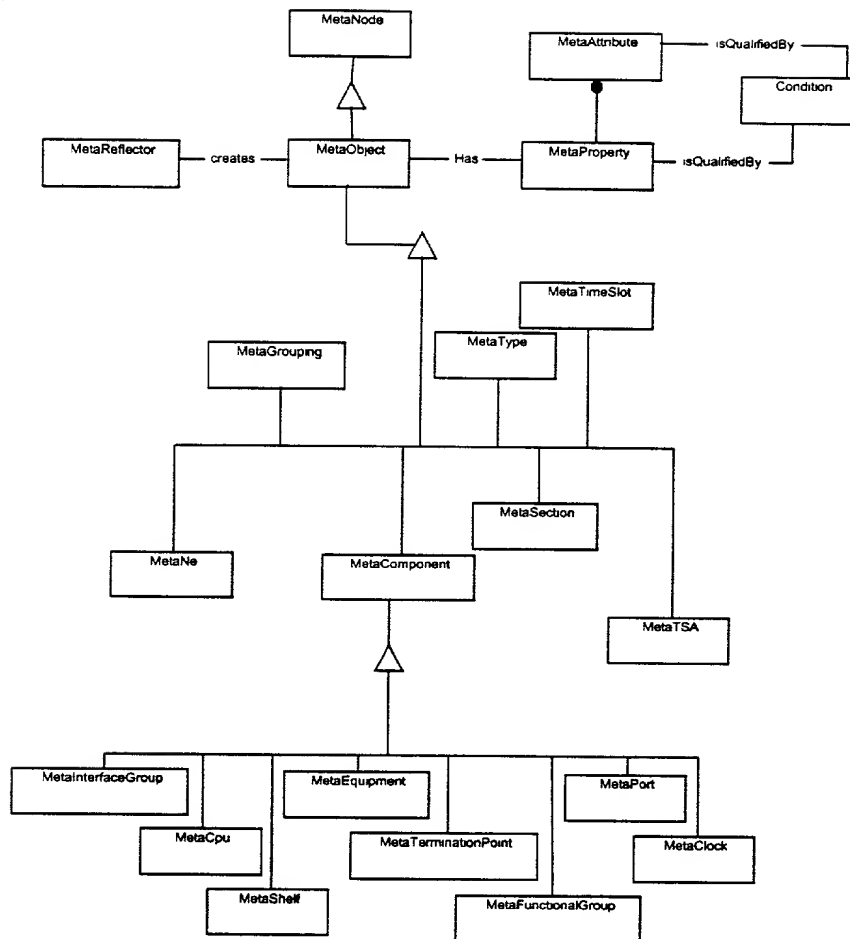 MetaNode
MetaAttribute
isQualifiedBy
Condition
MetaReflector
creates
MetaObject
Has
MetaProperty
isQualifiedBy
MetaTimeSlot
MetaType
MetaGrouping
MetaSection
MetaNe
MetaComponent
MetaTSA
MetaInterfaceGroup
MetaEquipment
MetaPort
MetaCpu
MetaTerminationPoint
MetaClock
MetaShelf
MetaFunctionalGroup